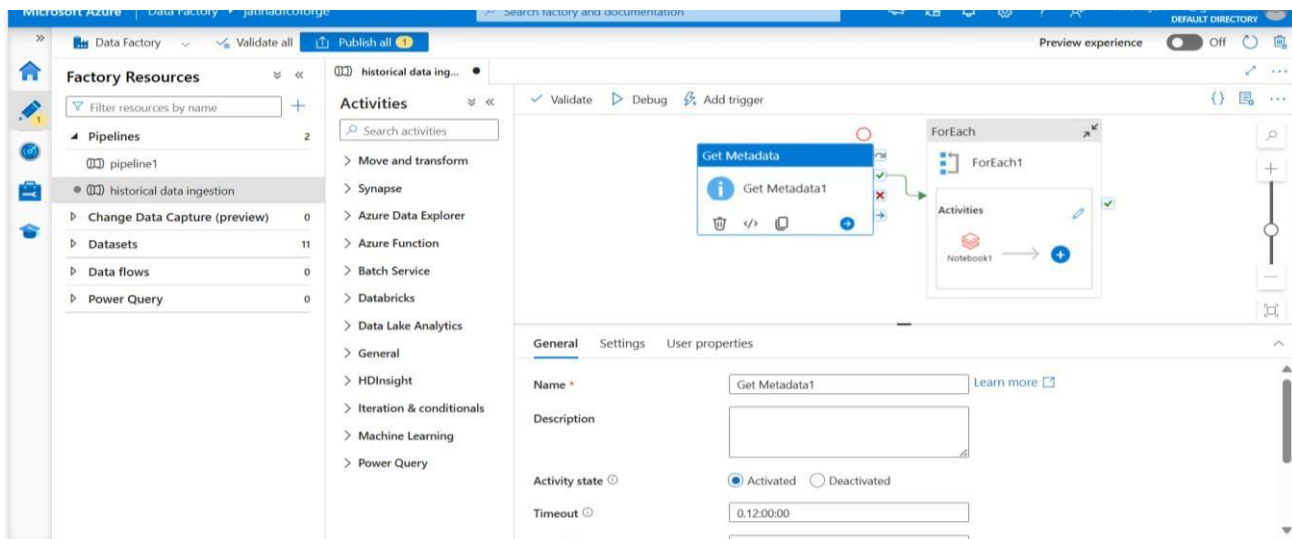 Microsoft Azure | Data Factory ▸ jatinadfcoforge
Search factory and documentation
DEFAULT DIRECTORY
Data Factory
Validate all
Publish all 1
Preview experience
Off
Factory Resources
Filter resources by name
Pipelines 2
pipeline1
historical data ingestion
Change Data Capture (preview) 0
Datasets 11
Data flows 0
Power Query 0
1
historical data ing...
Activities
Search activities
Move and transform
Synapse
Azure Data Explorer
Azure Function
Batch Service
Databricks
Data Lake Analytics
General
HDInsight
Iteration & conditionals
Machine Learning
Power Query
Validate
Debug
Add trigger
Get Metadata
Get Metadata1
ForEach
ForEach1
Activities
Notebook1
General
Settings
User properties
Name *
Get Metadata1
Learn more
Description
Activity state
Activated
Deactivated
Timeout
0.12:00:00